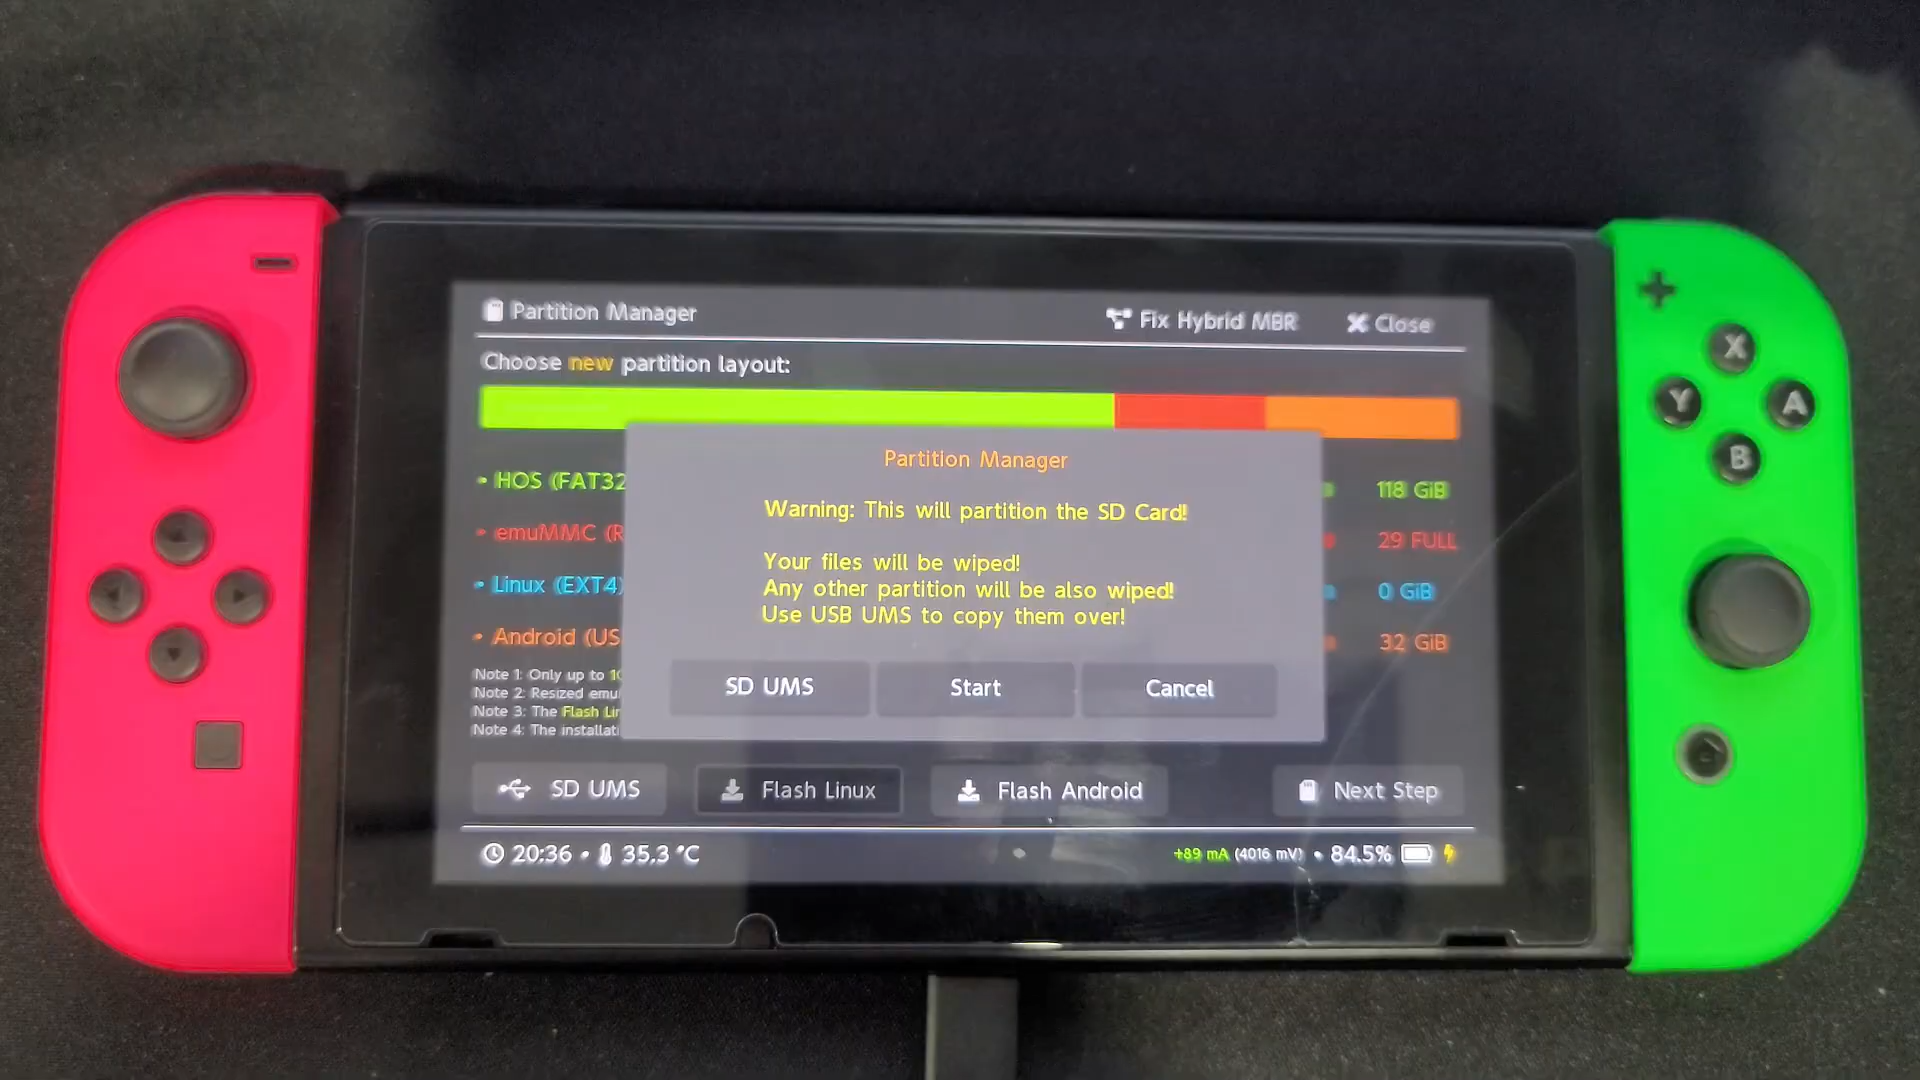 Partition Manager
Fix Hybrid MBR
Close
Choose new partition layout:
Partition Manager
Warning: This will partition the SD Card!
Your files will be wiped!
Any other partition will be also wiped!
Use USB UMS to copy them over!
SD UMS
Start
Cancel
• HOS (FAT32
118 GiB
• emuMMC (R
29 FULL
• Linux (EXT4)
0 GiB
• Android (US
32 GiB
Note 1: Only up to
Note 2: Resized emu
Note 3: The Flash Lin
Note 4: The installati
SD UMS
Flash Linux
Flash Android
Next Step
20:36 • 35.3 °C
+89 mA (4016 mV) • 84.5%
X
Y
A
B